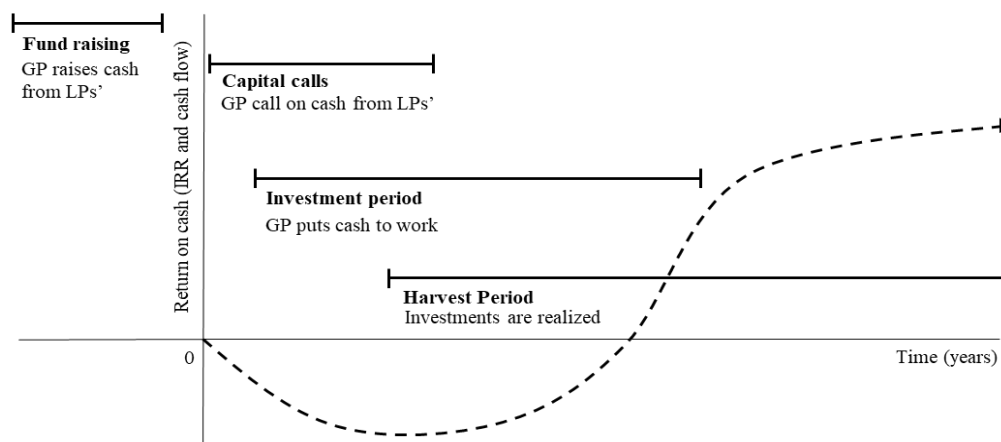 Fund raising
GP raises cash
from LPs’
Return on cash (IRR and cash flow)
Capital calls
GP call on cash from LPs’
Investment period
GP puts cash to work
Harvest Period
Investments are realized
0
Time (years)